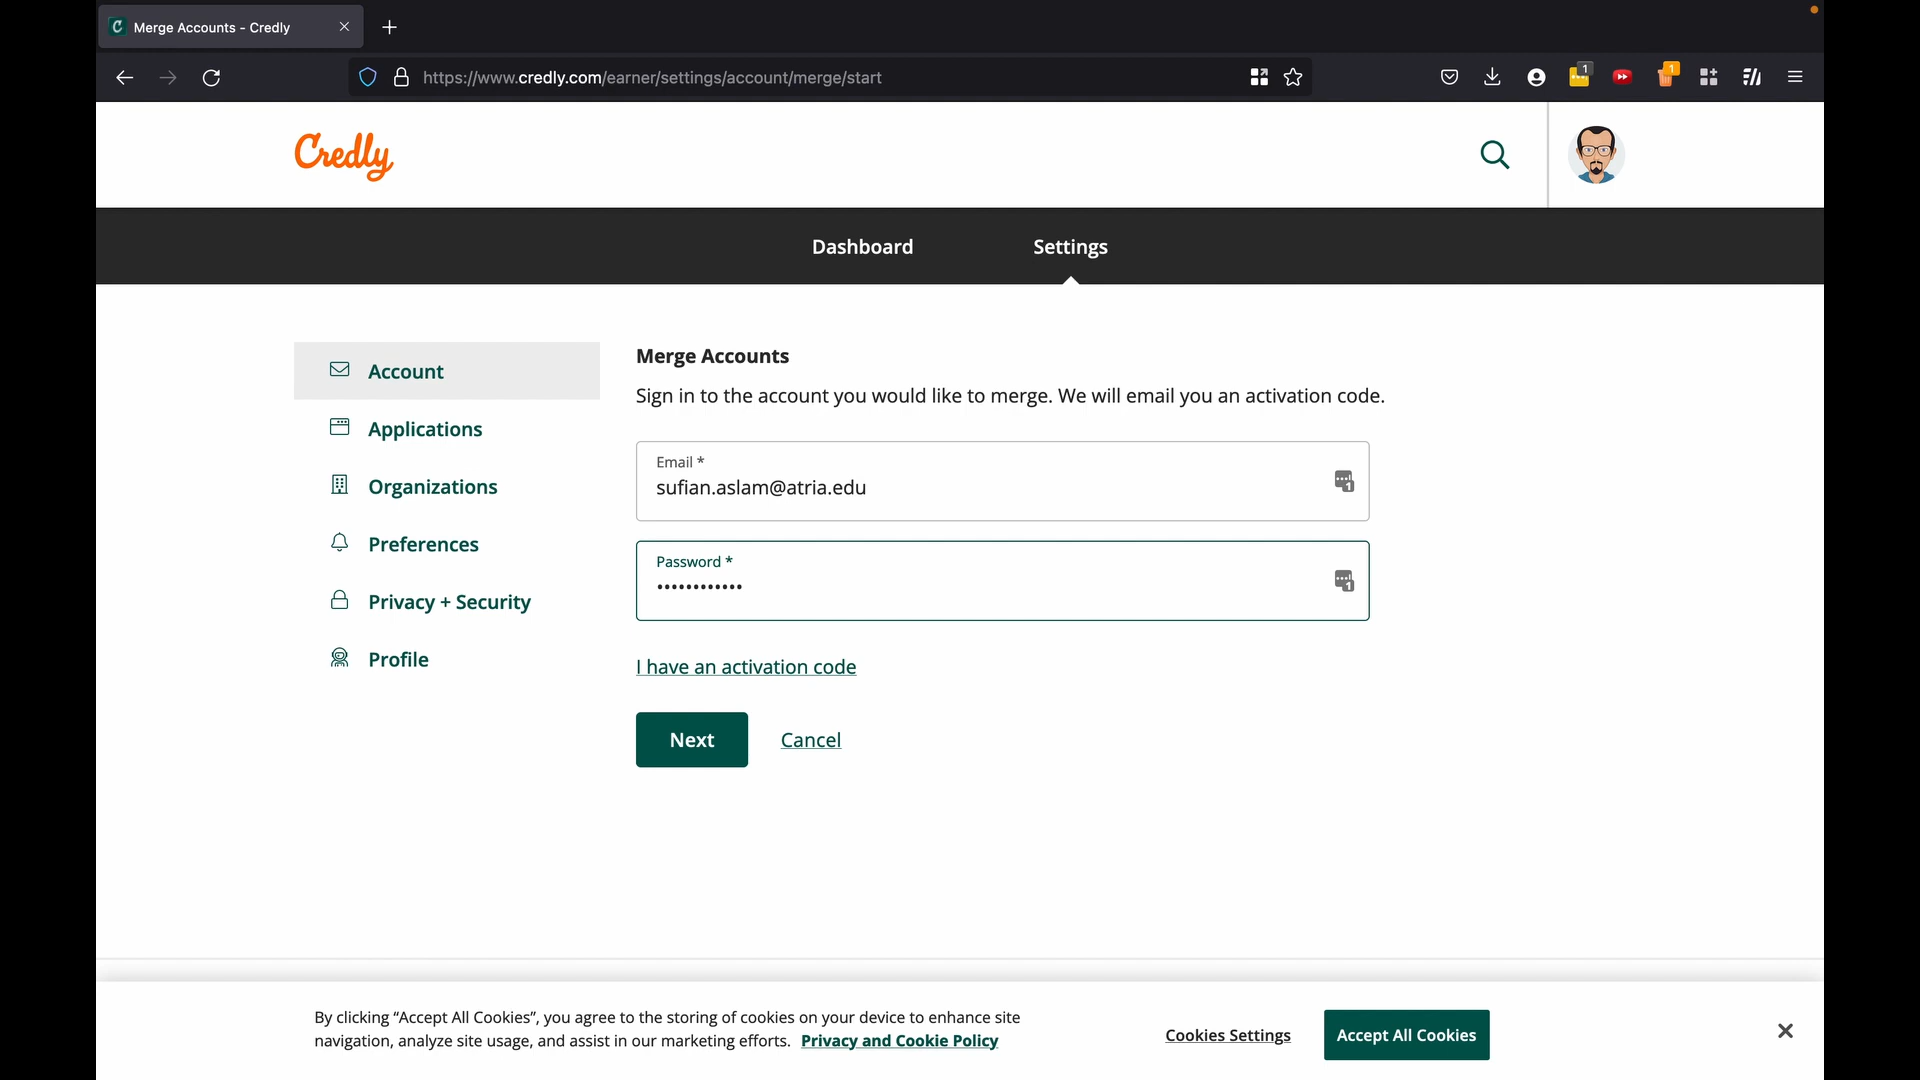 Merge Accounts - Credly
https://www.credly.com/earner/settings/account/merge/start
1
1
Credly
Dashboard
Settings
Account
Applications
Organizations
Preferences
Privacy + Security
Profile
Merge Accounts
Sign in to the account you would like to merge. We will email you an activation code.
Email *
sufian.aslam@atria.edu
1
Password *
••••••••••••
1
I have an activation code
Next
Cancel
By clicking “Accept All Cookies”, you agree to the storing of cookies on your device to enhance site
navigation, analyze site usage, and assist in our marketing efforts. Privacy and Cookie Policy
Cookies Settings
Accept All Cookies